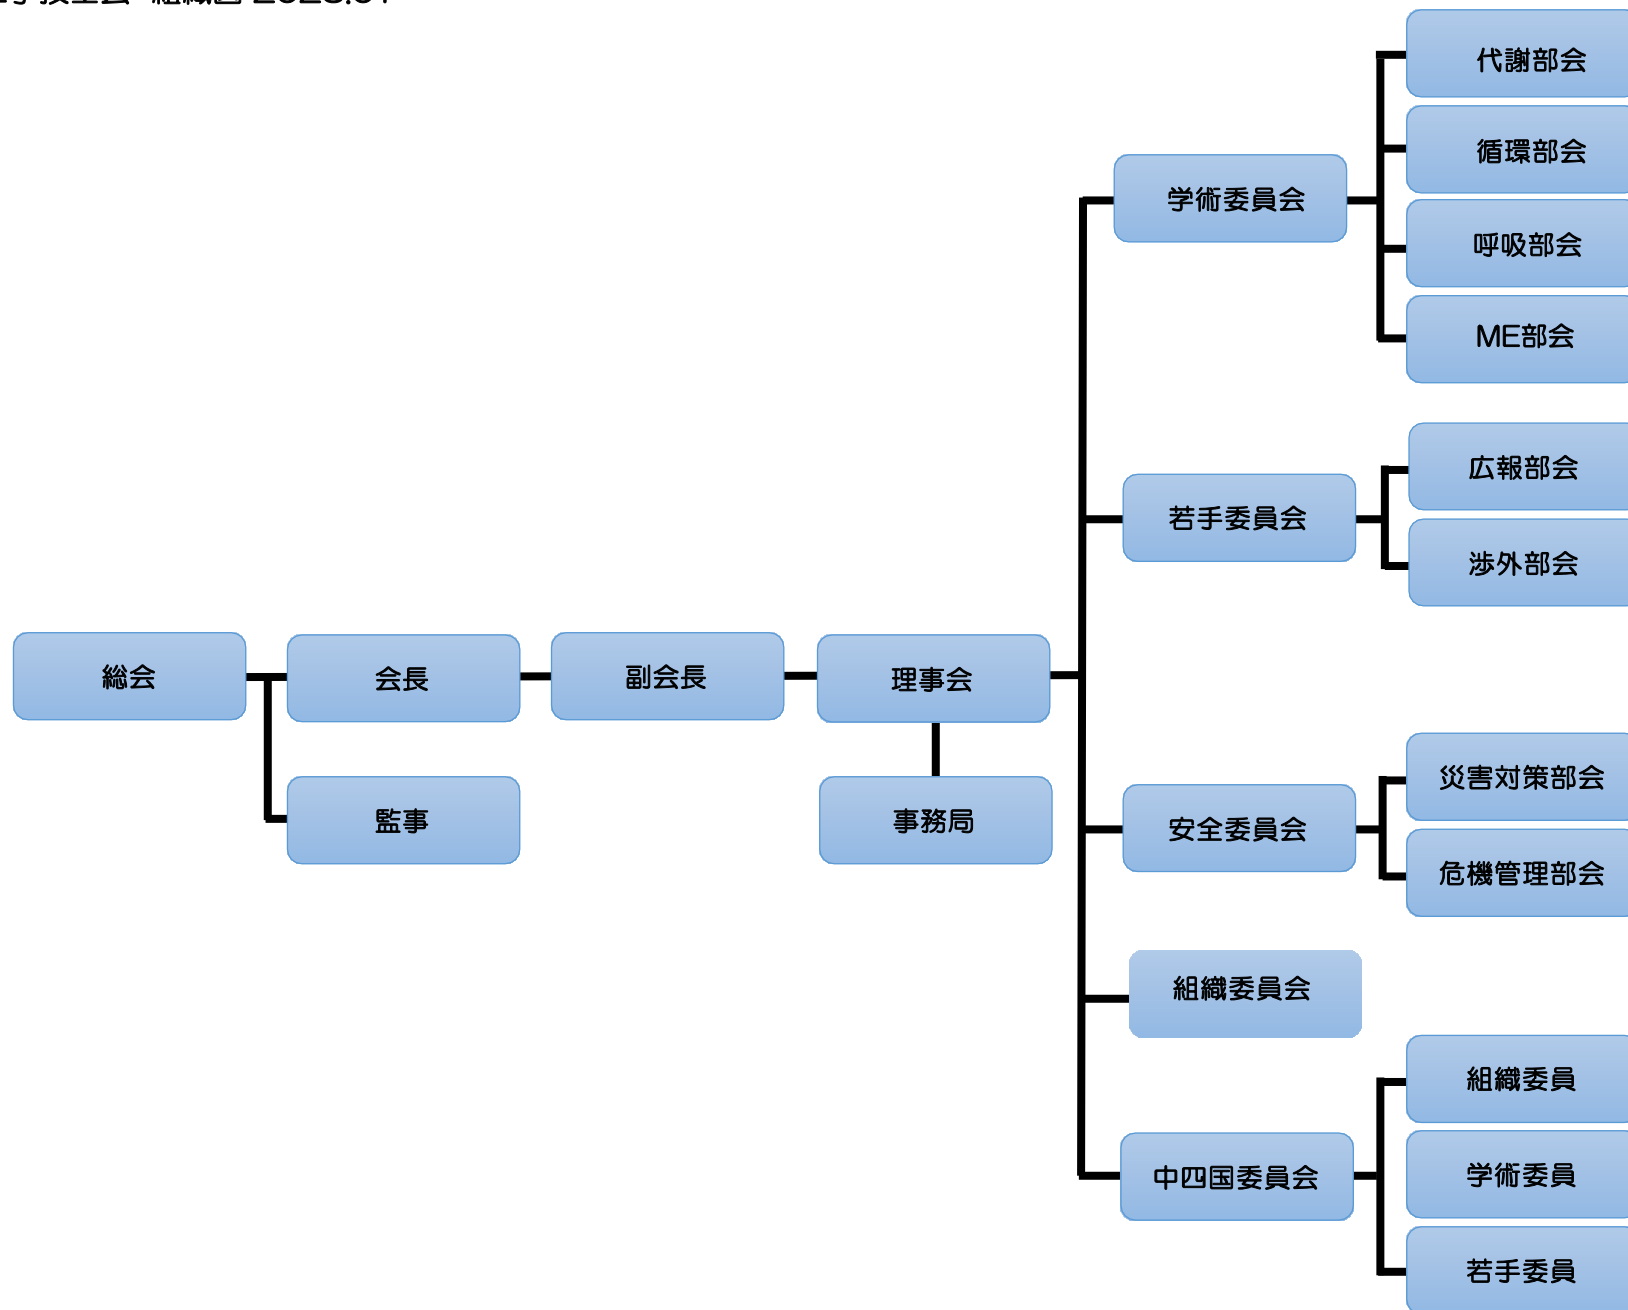 代謝部会
循環部会
学術委員会
呼吸部会
ME部会
広報部会
若手委員会
渉外部会
総会
会長
副会長
理事会
監事
事務局
災害対策部会
安全委員会
危機管理部会
組織委員会
組織委員
中四国委員会
学術委員
若手委員